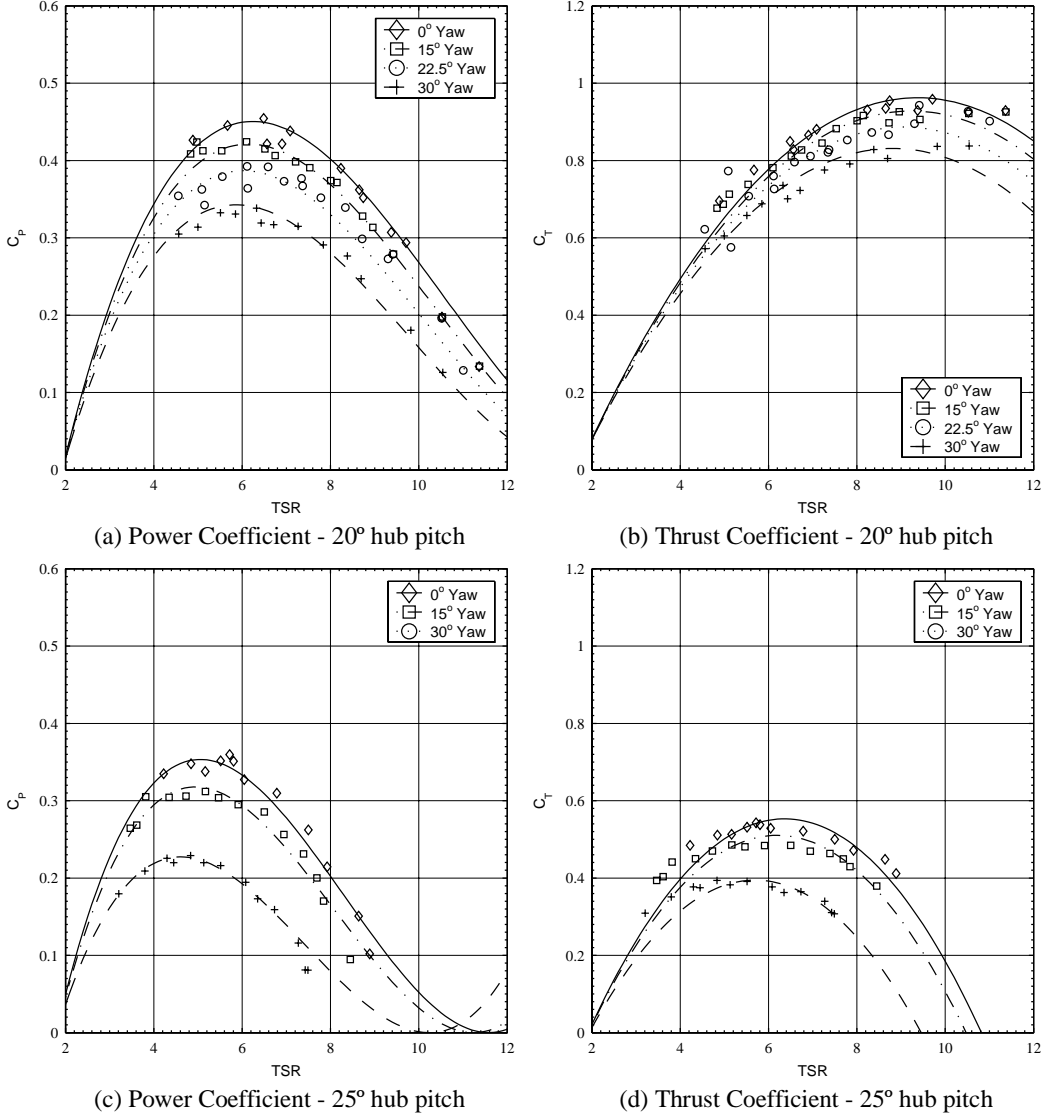 0.6
0.5
0.4
0.3
0.2
0.1
0
C_P
0° Yaw
15° Yaw
22.5° Yaw
30° Yaw
2 4 6 8 10 12
TSR
(a) Power Coefficient - 20º hub pitch
1.2
1
0.8
0.6
0.4
0.2
0
C_T
0° Yaw
15° Yaw
22.5° Yaw
30° Yaw
2 4 6 8 10 12
TSR
(b) Thrust Coefficient - 20º hub pitch
0.6
0.5
0.4
0.3
0.2
0.1
0
C_P
0° Yaw
15° Yaw
30° Yaw
2 4 6 8 10 12
TSR
(c) Power Coefficient - 25º hub pitch
1.2
1
0.8
0.6
0.4
0.2
0
C_T
0° Yaw
15° Yaw
30° Yaw
2 4 6 8 10 12
TSR
(d) Thrust Coefficient - 25º hub pitch